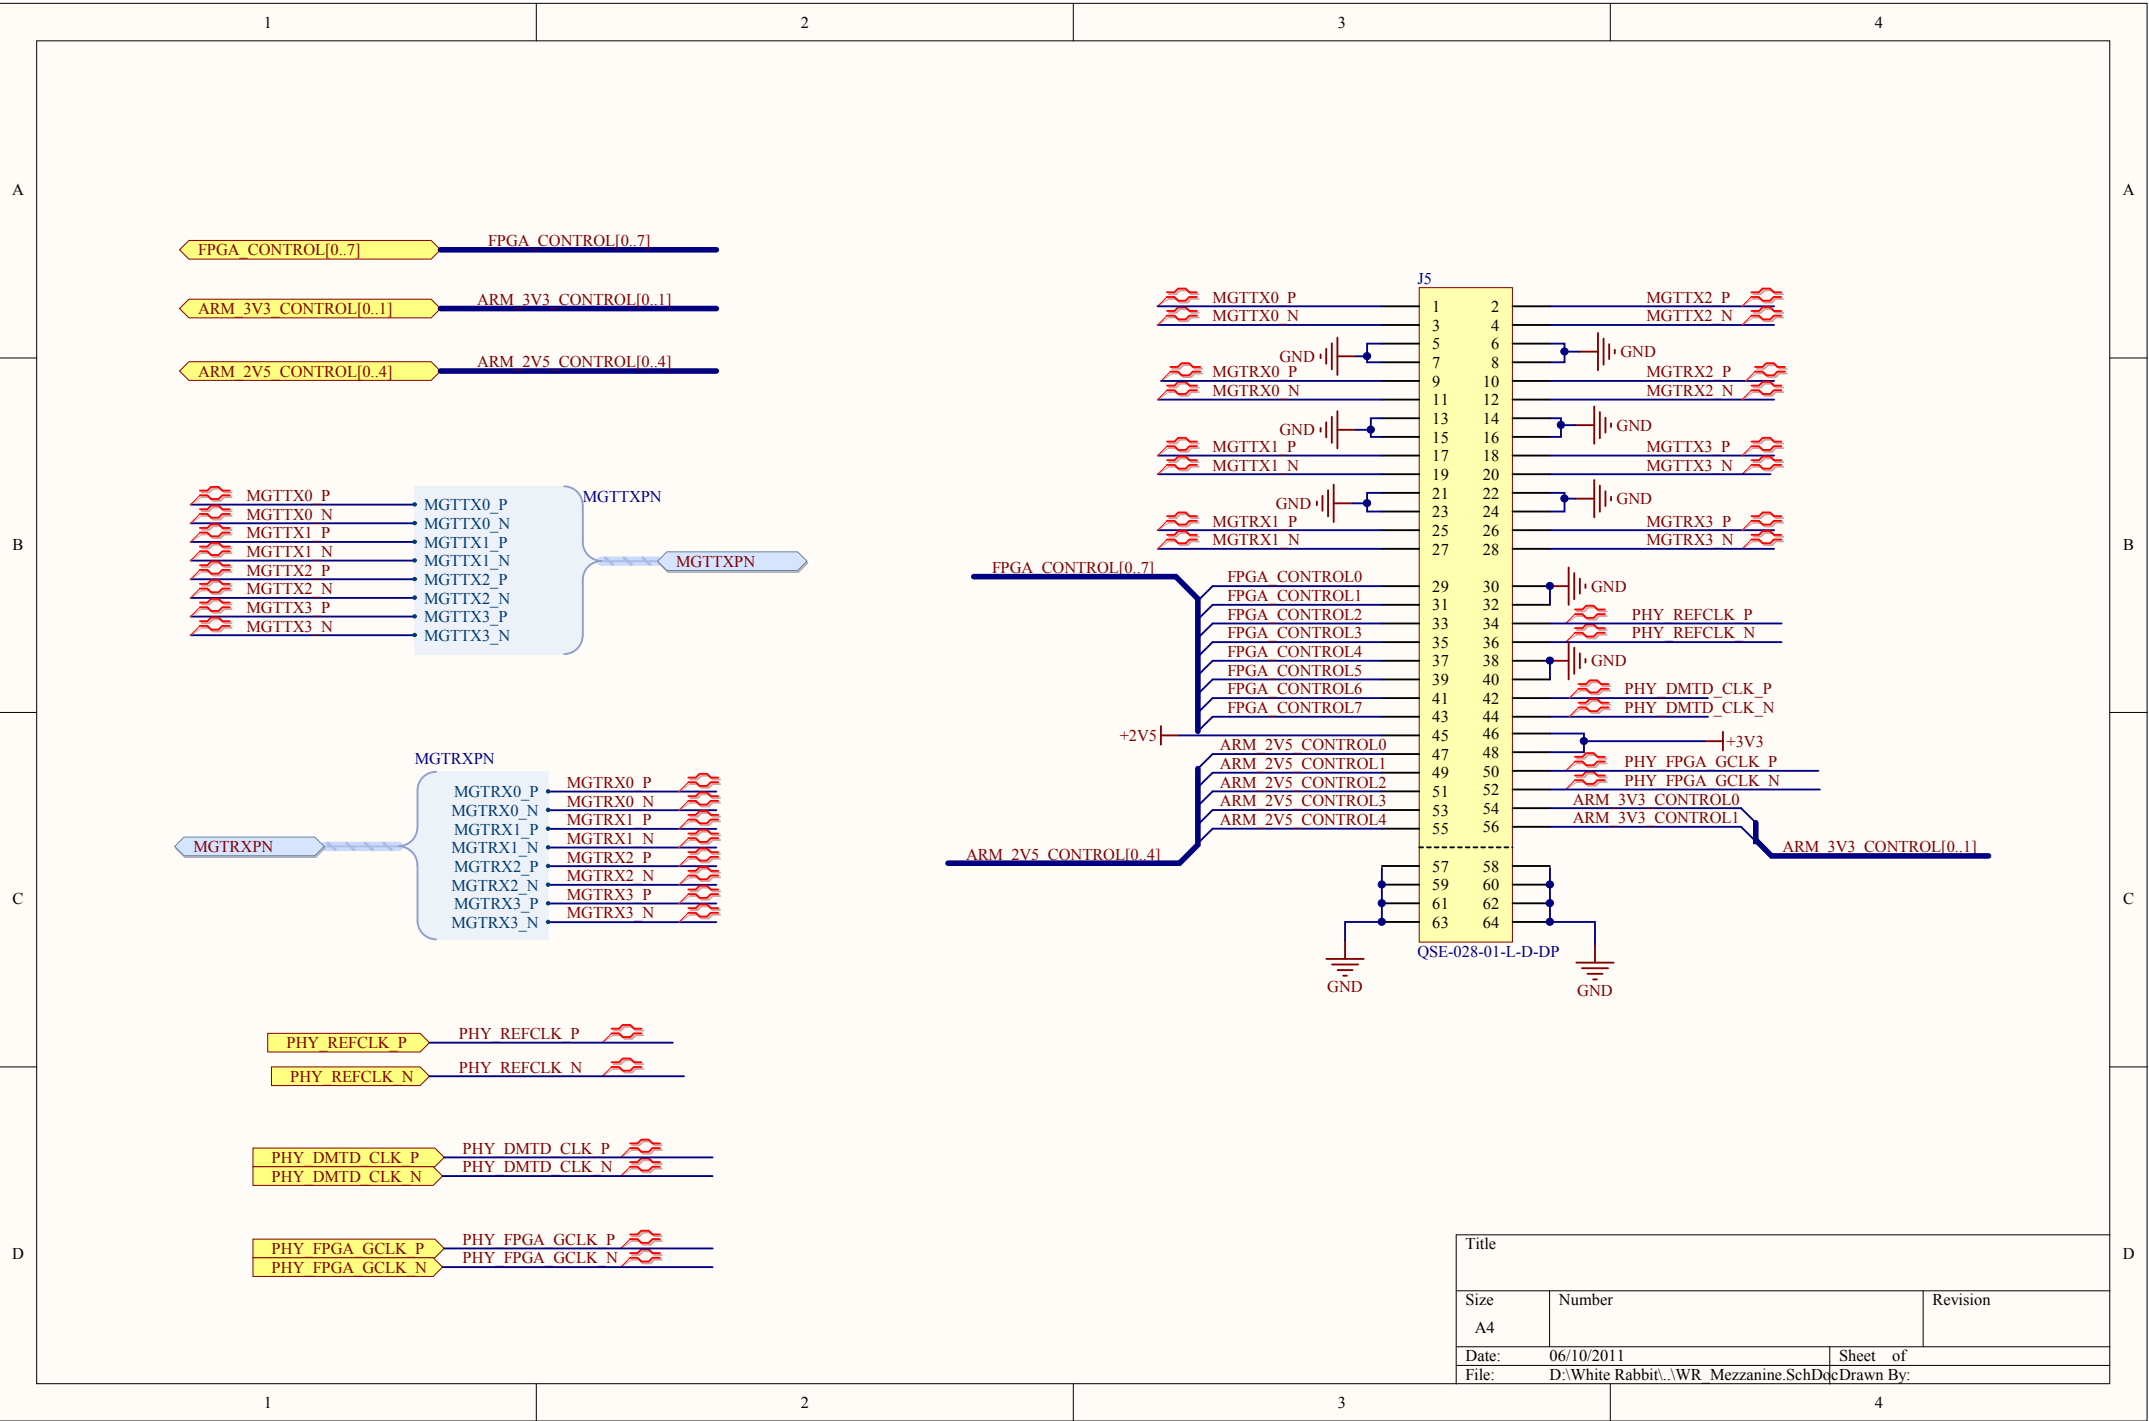 1 2 3 4
A A
FPGA_CONTROL[0..7] FPGA_CONTROL[0..7]
ARM_3V3_CONTROL[0..1] ARM_3V3_CONTROL[0..1]
ARM_2V5_CONTROL[0..4] ARM_2V5_CONTROL[0..4]
B B
MGTTXPN
MGTTX0_P MGTTX0_P
MGTTX0_N MGTTX0_N
MGTTX1_P MGTTX1_P
MGTTX1_N MGTTX1_N
MGTTX2_P MGTTX2_P
MGTTX2_N MGTTX2_N
MGTTX3_P MGTTX3_P
MGTTX3_N MGTTX3_N
MGTTXPN
MGTRXPN
MGTRXPN
MGTRX0_P MGTRX0_P
MGTRX0_N MGTRX0_N
MGTRX1_P MGTRX1_P
MGTRX1_N MGTRX1_N
MGTRX2_P MGTRX2_P
MGTRX2_N MGTRX2_N
MGTRX3_P MGTRX3_P
MGTRX3_N MGTRX3_N
C C
PHY_REFCLK_P PHY_REFCLK_P
PHY_REFCLK_N PHY_REFCLK_N
PHY_DMTD_CLK_P PHY_DMTD_CLK_P
PHY_DMTD_CLK_N PHY_DMTD_CLK_N
PHY_FPGA_GCLK_P PHY_FPGA_GCLK_P
PHY_FPGA_GCLK_N PHY_FPGA_GCLK_N
D D
J5
MGTTX0_P 1 2 MGTTX2_P
MGTTX0_N 3 4 MGTTX2_N
5 6
GND GND
7 8
MGTRX0_P 9 10 MGTRX2_P
MGTRX0_N 11 12 MGTRX2_N
13 14
GND GND
15 16
MGTTX1_P 17 18 MGTTX3_P
MGTTX1_N 19 20 MGTTX3_N
21 22
GND GND
23 24
MGTRX1_P 25 26 MGTRX3_P
MGTRX1_N 27 28 MGTRX3_N
FPGA_CONTROL[0..7]
FPGA_CONTROL0 29 30 GND
FPGA_CONTROL1 31 32
FPGA_CONTROL2 33 34 PHY_REFCLK_P
FPGA_CONTROL3 35 36 PHY_REFCLK_N
FPGA_CONTROL4 37 38 GND
FPGA_CONTROL5 39 40
FPGA_CONTROL6 41 42 PHY_DMTD_CLK_P
FPGA_CONTROL7 43 44 PHY_DMTD_CLK_N
+2V5 45 46 +3V3
ARM_2V5_CONTROL0 47 48
ARM_2V5_CONTROL1 49 50 PHY_FPGA_GCLK_P
ARM_2V5_CONTROL2 51 52 PHY_FPGA_GCLK_N
ARM_2V5_CONTROL3 53 54 ARM_3V3_CONTROL0
ARM_2V5_CONTROL4 55 56 ARM_3V3_CONTROL1
ARM_2V5_CONTROL[0..4] ARM_3V3_CONTROL[0..1]
57 58
59 60
61 62
63 64
QSE-028-01-L-D-DP
GND GND
Title
Size Number Revision
A4
Date: 06/10/2011 Sheet of
File: D:\White Rabbit\..\WR_Mezzanine.SchDoc Drawn By:
1 2 3 4